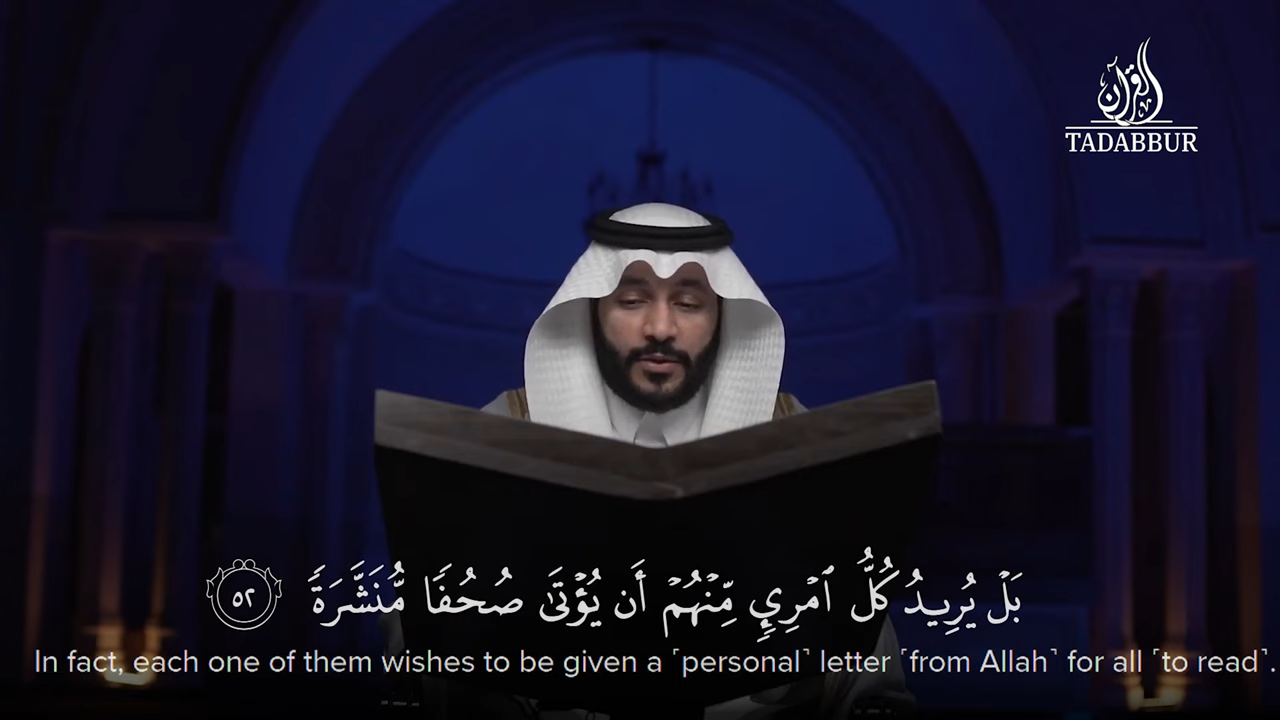 القرآن
TADABBUR
بَلۡ يُرِيدُ كُلُّ ٱمۡرِيٕٖ مِّنۡهُمۡ أَن يُؤۡتَىٰ صُحُفٗا مُّنَشَّرَةٗ ٥٢
In fact, each one of them wishes to be given a ˹personal˺ letter ˹from Allah˺ for all ˹to read˺.